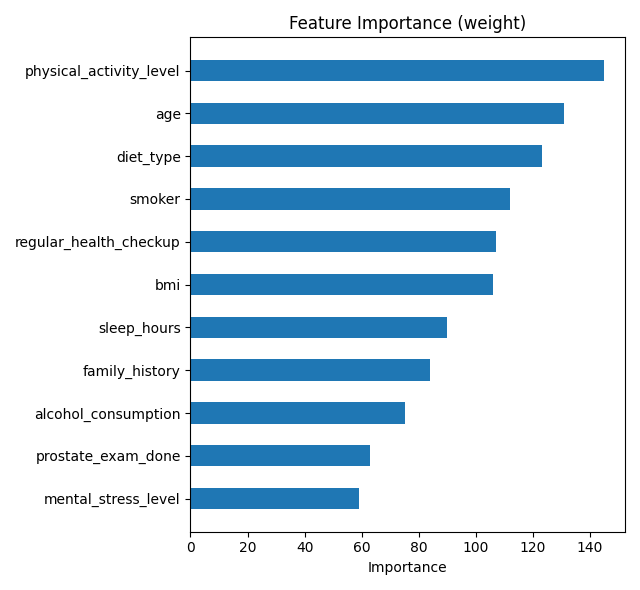 Feature Importance (weight)
physical_activity_level
age
diet_type
smoker
regular_health_checkup
bmi
sleep_hours
family_history
alcohol_consumption
prostate_exam_done
mental_stress_level
0 20 40 60 80 100 120 140
Importance